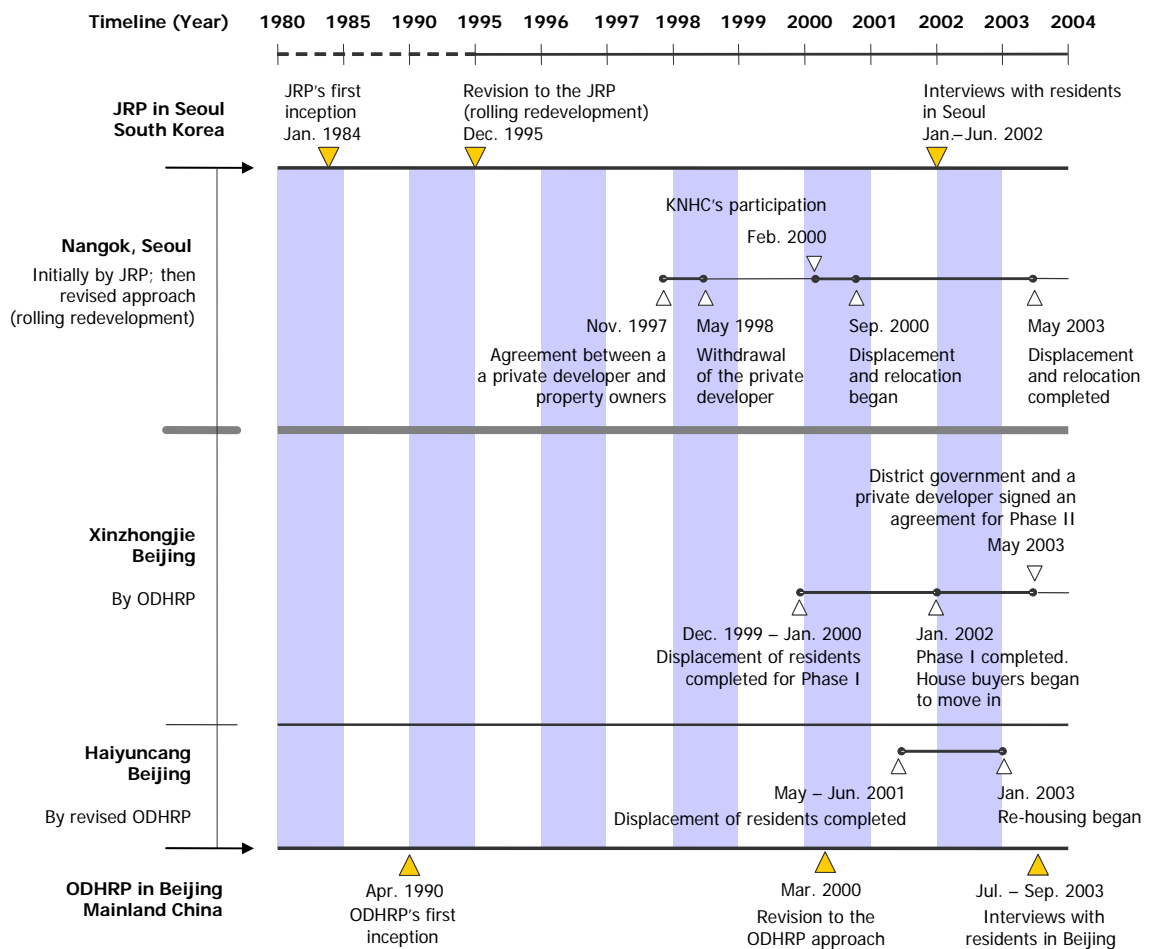 Timeline (Year) 1980 1985 1990 1995 1996 1997 1998 1999 2000 2001 2002 2003 2004
JRP in Seoul
South Korea
JRP's first
inception
Jan. 1984
Revision to the JRP
(rolling redevelopment)
Dec. 1995
Interviews with residents
in Seoul
Jan.–Jun. 2002
Nangok, Seoul
Initially by JRP; then
revised approach
(rolling redevelopment)
KNHC's participation
Feb. 2000
Nov. 1997
Agreement between a
a private developer and
property owners
May 1998
Withdrawal
of the private
developer
Sep. 2000
Displacement
and relocation
began
May 2003
Displacement
and relocation
completed
Xinzhongjie
Beijing
By ODHRP
District government and a
private developer signed an
agreement for Phase II
May 2003
Dec. 1999 – Jan. 2000
Displacement of residents
completed for Phase I
Jan. 2002
Phase I completed.
House buyers began
to move in
Haiyuncang
Beijing
By revised ODHRP
May – Jun. 2001
Displacement of residents completed
Jan. 2003
Re-housing began
ODHRP in Beijing
Mainland China
Apr. 1990
ODHRP's first
inception
Mar. 2000
Revision to the
ODHRP approach
Jul. – Sep. 2003
Interviews with
residents in Beijing